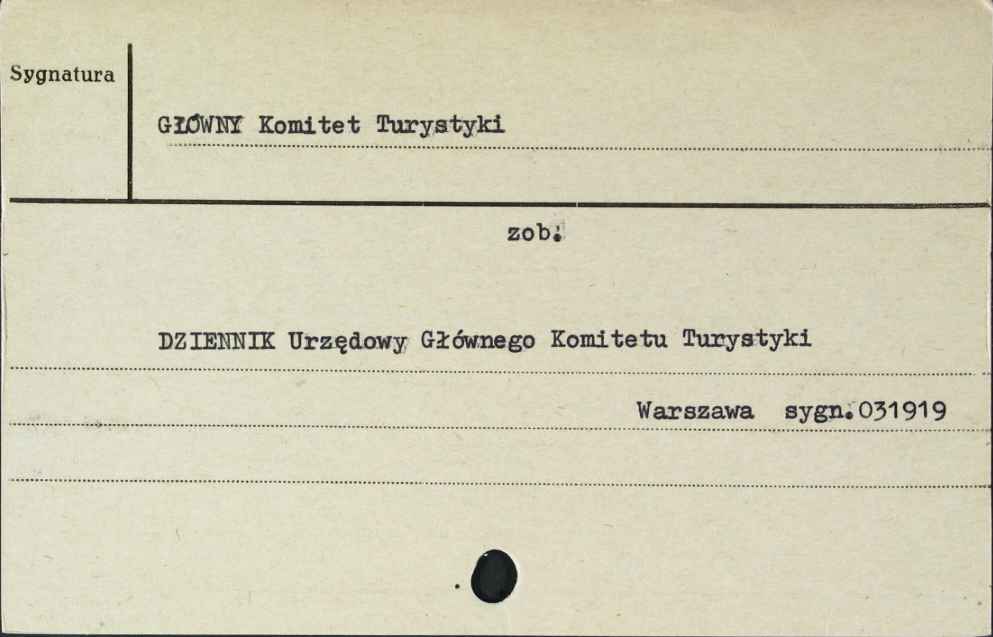 Sygnatura
GŁÓWNY Komitet Turystyki
zob.
DZIENNIK Urzędowy Głównego Komitetu Turystyki
Warszawa sygn.031919